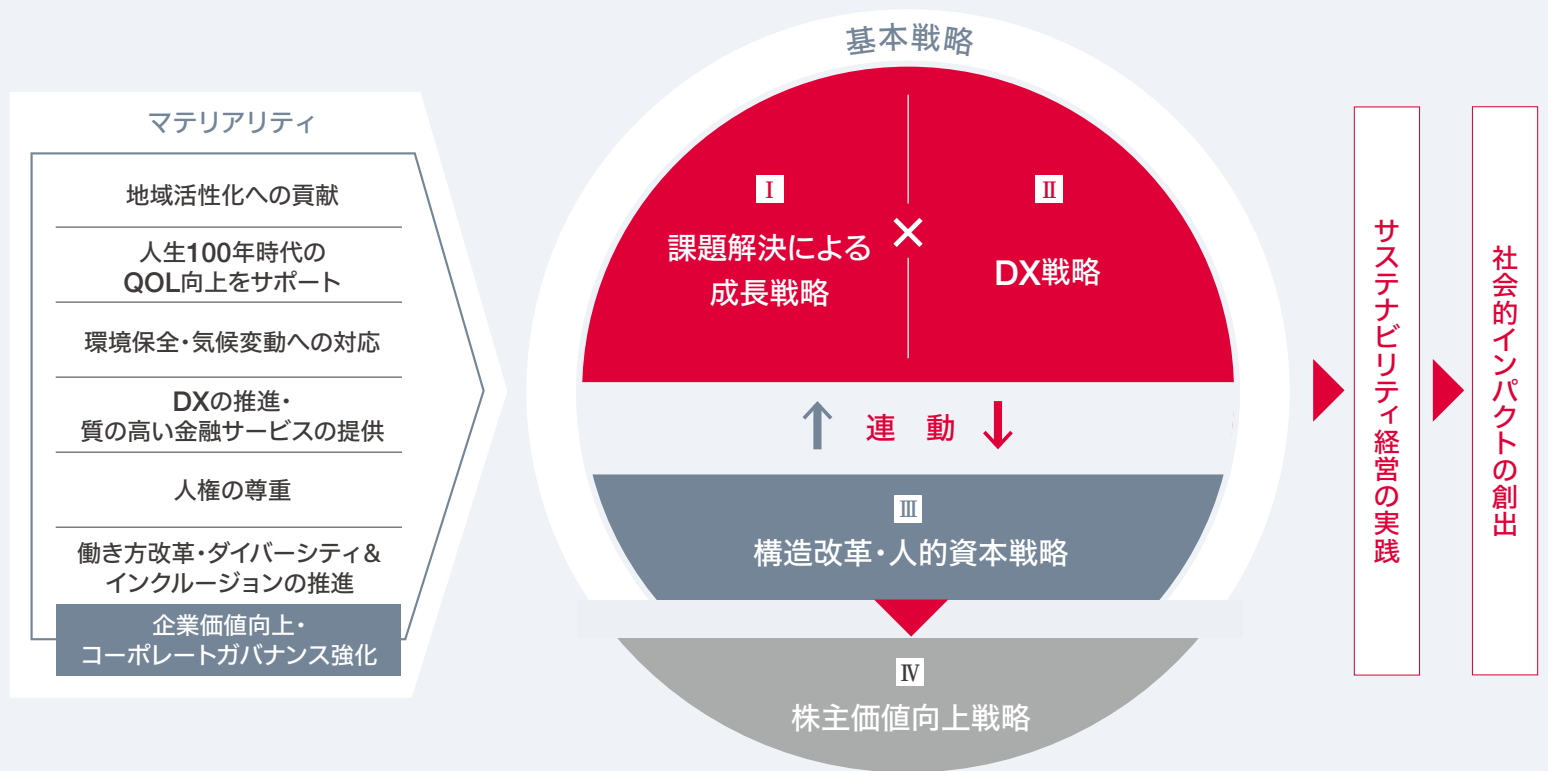 基本戦略
マテリアリティ
地域活性化への貢献
人生100年時代の
QOL向上をサポート
環境保全・気候変動への対応
DXの推進・
質の高い金融サービスの提供
人権の尊重
働き方改革・ダイバーシティ&
インクルージョンの推進
企業価値向上・
コーポレートガバナンス強化
Ⅰ
課題解決による
成長戦略
×
Ⅱ
DX戦略
連動
Ⅲ
構造改革・人的資本戦略
Ⅳ
株主価値向上戦略
サステナビリティ経営の実践
社会的インパクトの創出